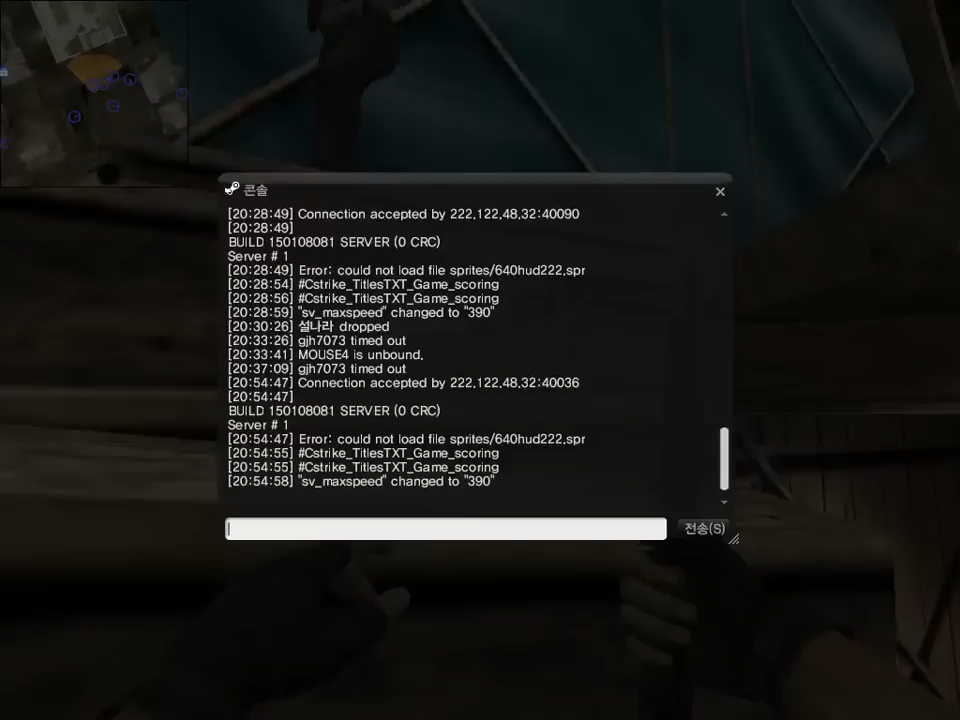 콘솔
[20:28:49] Connection accepted by 222.122.48.32:40090
[20:28:49]
BUILD 150108081 SERVER (0 CRC)
Server # 1
[20:28:49] Error: could not load file sprites/640hud222.spr
[20:28:54] #Cstrike_TitlesTXT_Game_scoring
[20:28:56] #Cstrike_TitlesTXT_Game_scoring
[20:28:59] "sv_maxspeed" changed to "390"
[20:30:26] 설나라 dropped
[20:33:26] gjh7073 timed out
[20:33:41] MOUSE4 is unbound.
[20:37:09] gjh7073 timed out
[20:54:47] Connection accepted by 222.122.48.32:40036
[20:54:47]
BUILD 150108081 SERVER (0 CRC)
Server # 1
[20:54:47] Error: could not load file sprites/640hud222.spr
[20:54:55] #Cstrike_TitlesTXT_Game_scoring
[20:54:55] #Cstrike_TitlesTXT_Game_scoring
[20:54:58] "sv_maxspeed" changed to "390"
전송(S)